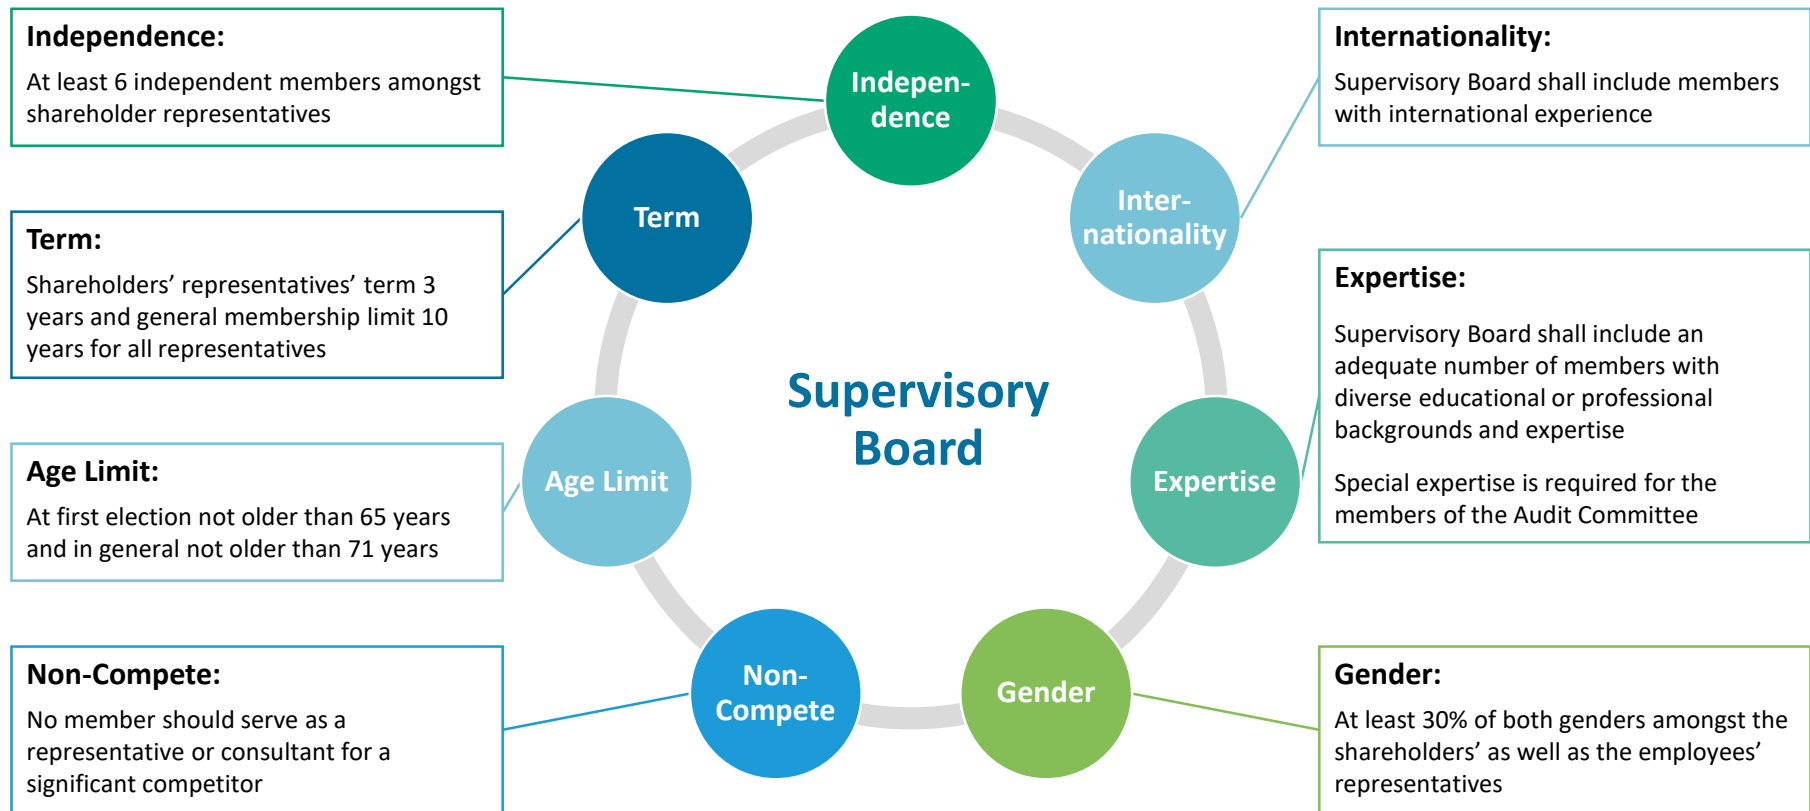 Independence:
At least 6 independent members amongst
shareholder representatives
Term:
Shareholders’ representatives’ term 3
years and general membership limit 10
years for all representatives
Age Limit:
At first election not older than 65 years
and in general not older than 71 years
Non-Compete:
No member should serve as a
representative or consultant for a
significant competitor
Indepen-
dence
Term
Inter-
nationality
Supervisory
Board
Age Limit
Expertise
Non-
Compete
Gender
Internationality:
Supervisory Board shall include members
with international experience
Expertise:
Supervisory Board shall include an
adequate number of members with
diverse educational or professional
backgrounds and expertise
Special expertise is required for the
members of the Audit Committee
Gender:
At least 30% of both genders amongst the
shareholders’ as well as the employees’
representatives